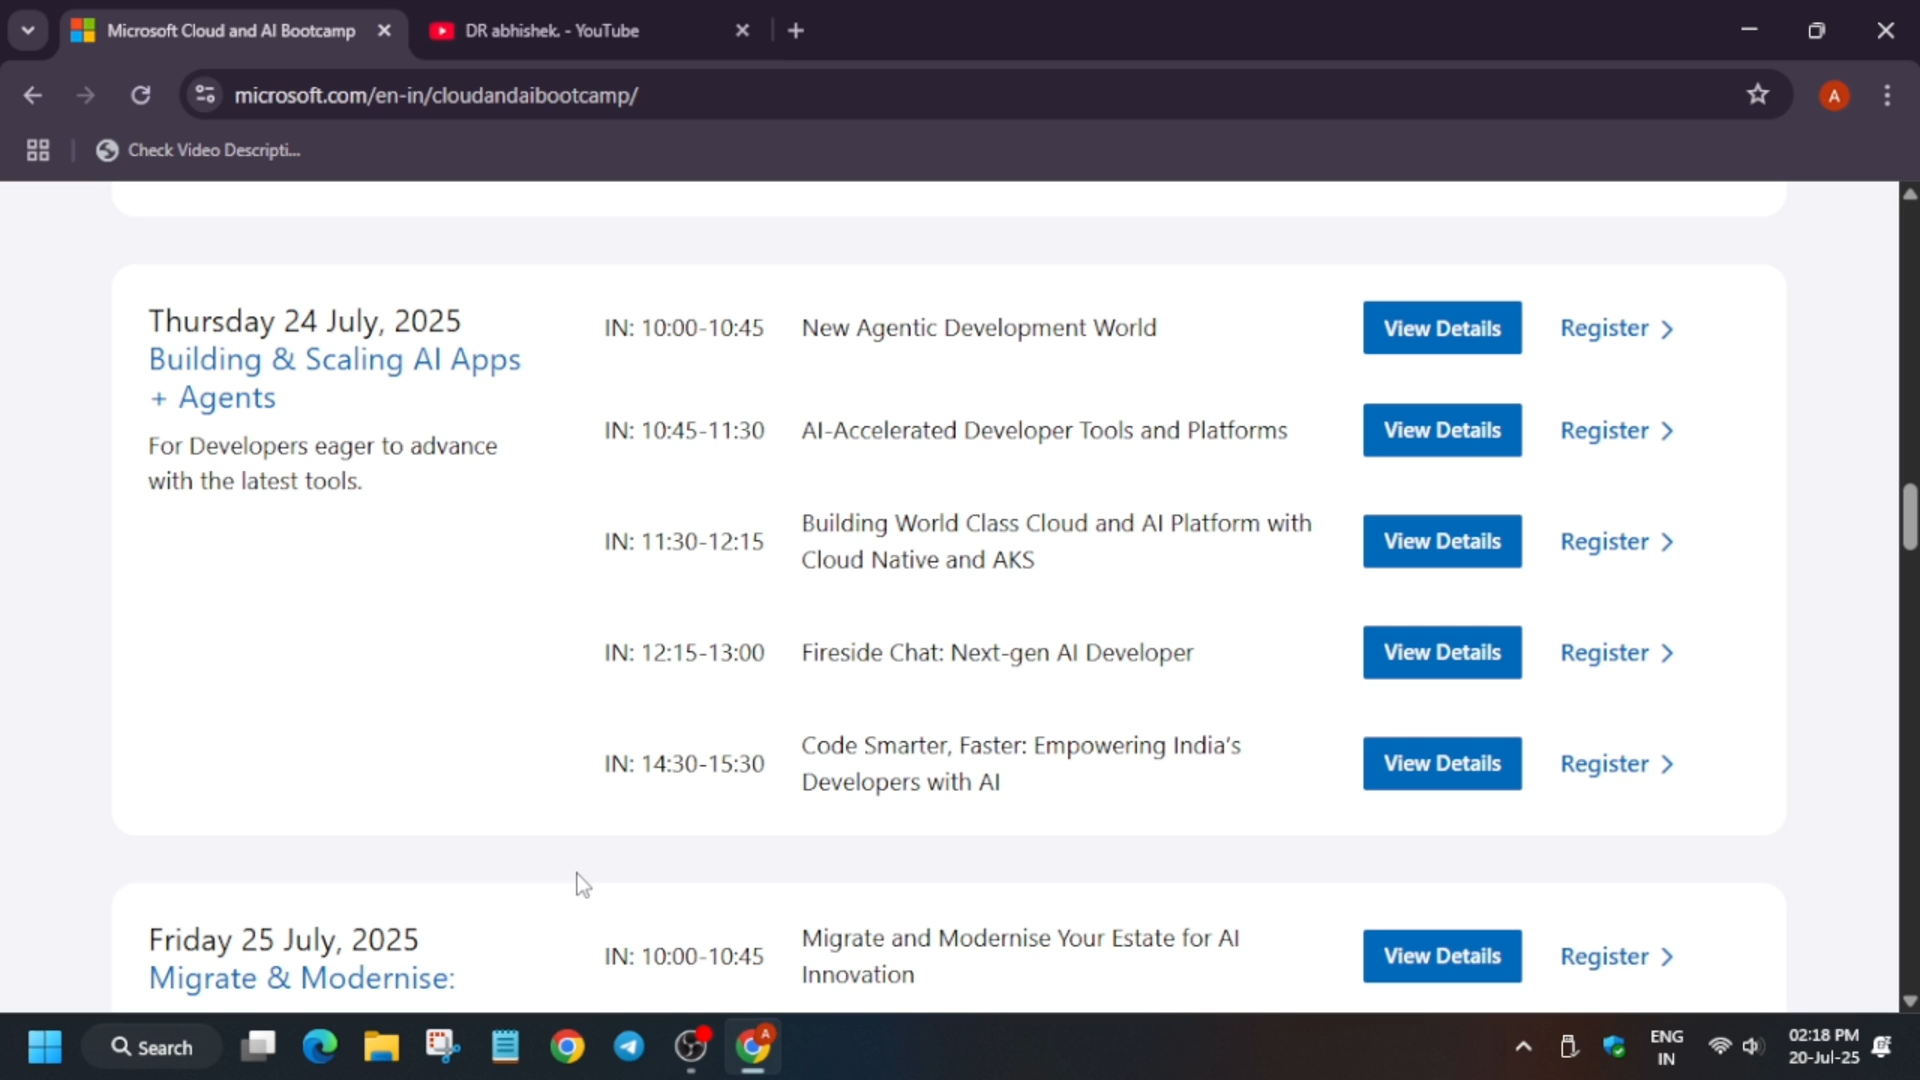 Microsoft Cloud and AI Bootcamp
DR abhishek. - YouTube
microsoft.com/en-in/cloudandaibootcamp/
A
Check Video Descripti...
Thursday 24 July, 2025
Building & Scaling AI Apps
+ Agents
For Developers eager to advance
with the latest tools.
IN: 10:00-10:45
New Agentic Development World
View Details
Register
IN: 10:45-11:30
AI-Accelerated Developer Tools and Platforms
View Details
Register
IN: 11:30-12:15
Building World Class Cloud and AI Platform with
Cloud Native and AKS
View Details
Register
IN: 12:15-13:00
Fireside Chat: Next-gen AI Developer
View Details
Register
IN: 14:30-15:30
Code Smarter, Faster: Empowering India's
Developers with AI
View Details
Register
Friday 25 July, 2025
Migrate & Modernise:
IN: 10:00-10:45
Migrate and Modernise Your Estate for AI
Innovation
View Details
Register
Search
A
ENG
IN
02:18 PM
20-Jul-25